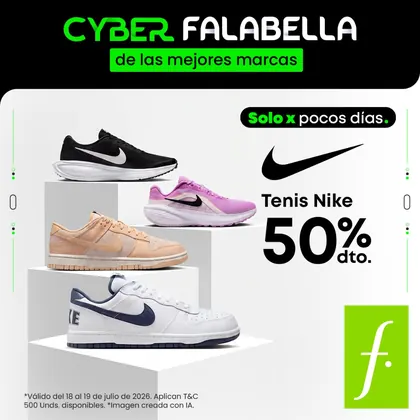 CYBER FALABELLA
de las mejores marcas
Solo x pocos días.
Tenis Nike
50% dto.
NIKE
f.
*Válido del 18 al 19 de julio de 2026. Aplican T&C
500 Unds. disponibles. *Imagen creada con IA.